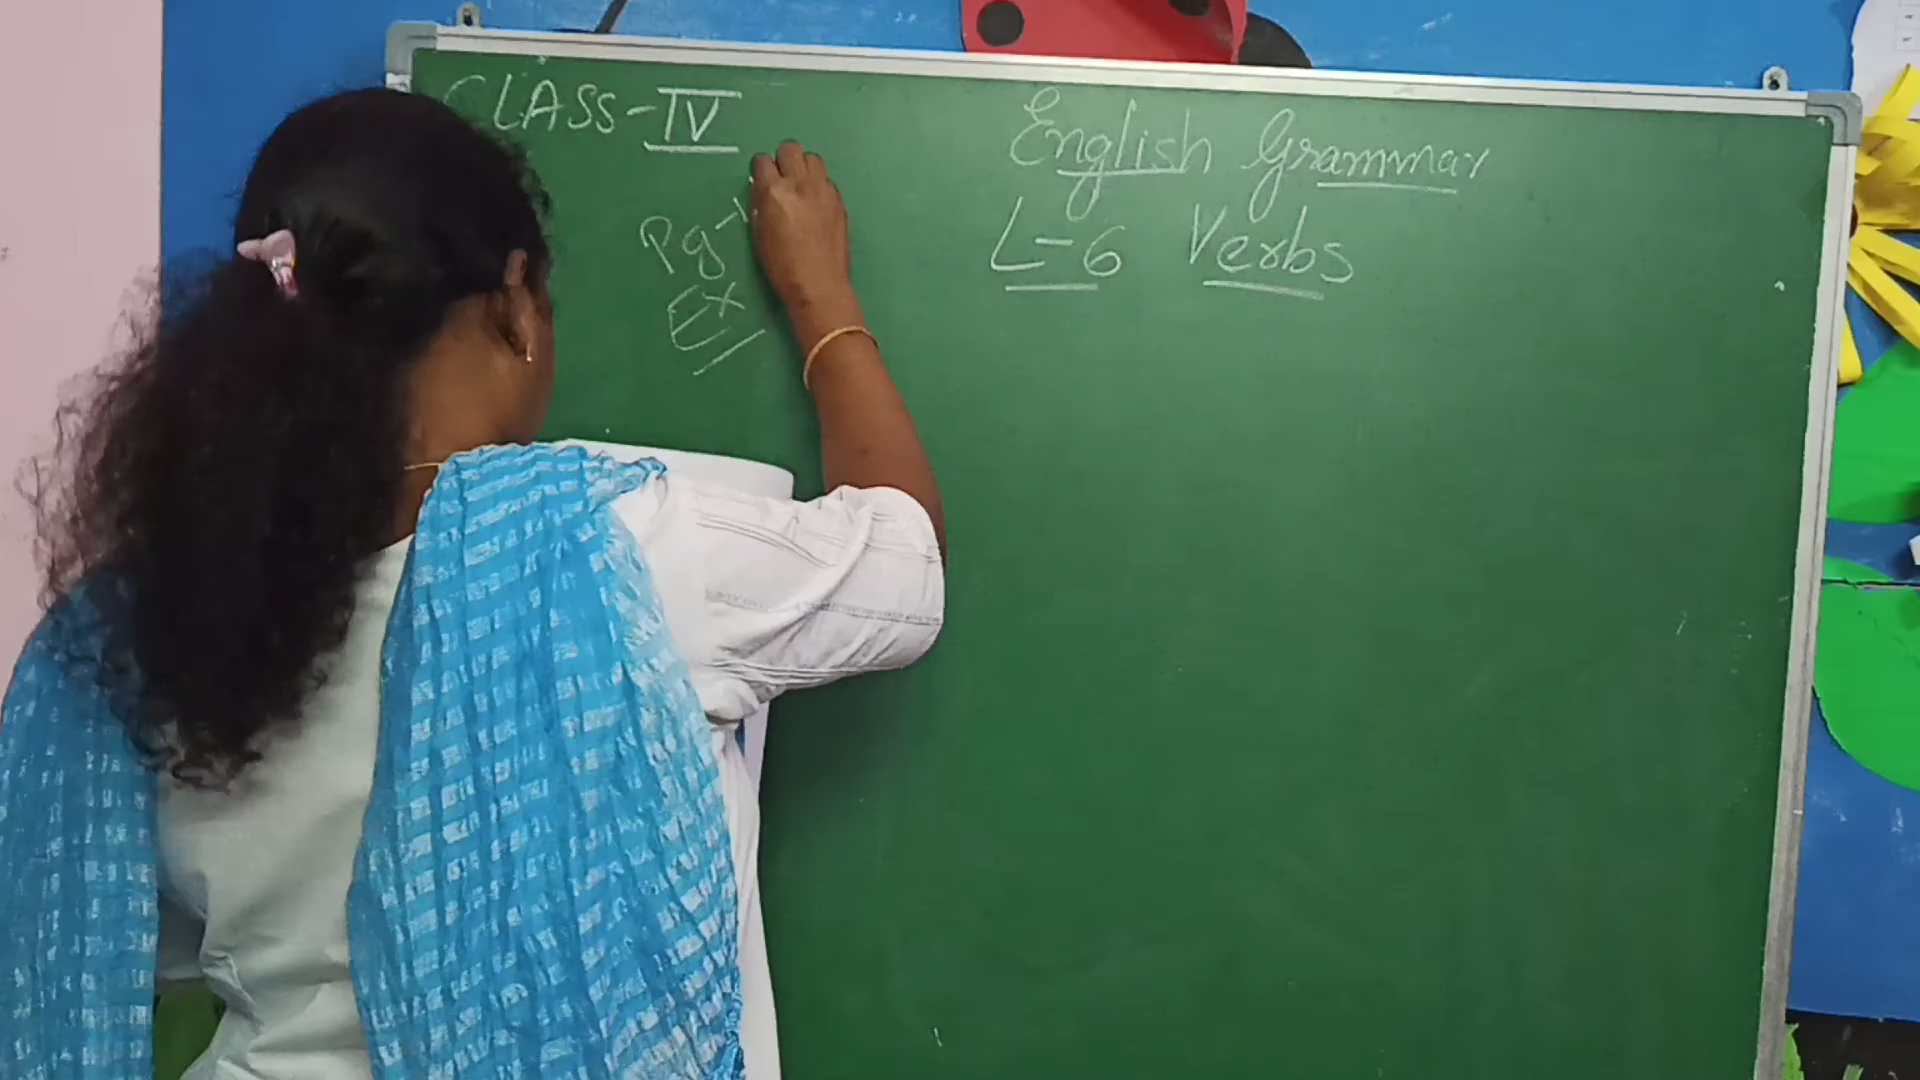 CLASS-IV
English Grammar
L-6 Verbs
Pg-
Ex